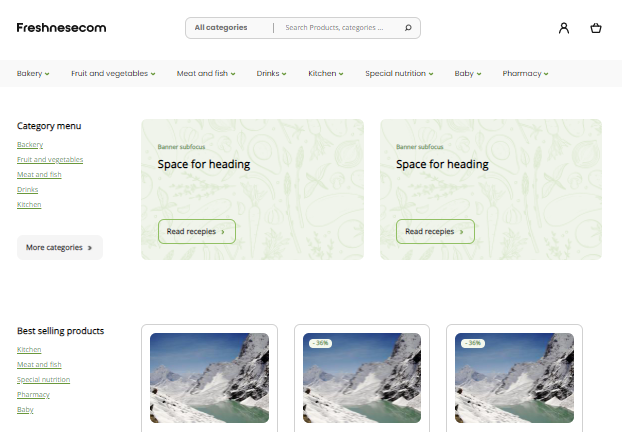 Freshnesecom
All categories
Search Products, categories ...
Bakery
Fruit and vegetables
Meat and fish
Drinks
Kitchen
Special nutrition
Baby
Pharmacy
Category menu
Backery
Fruit and vegetables
Meat and fish
Drinks
Kitchen
More categories
Banner subfocus
Space for heading
Read recepies
Banner subfocus
Space for heading
Read recepies
Best selling products
Kitchen
Meat and fish
Special nutrition
Pharmacy
Baby
- 36%
- 36%